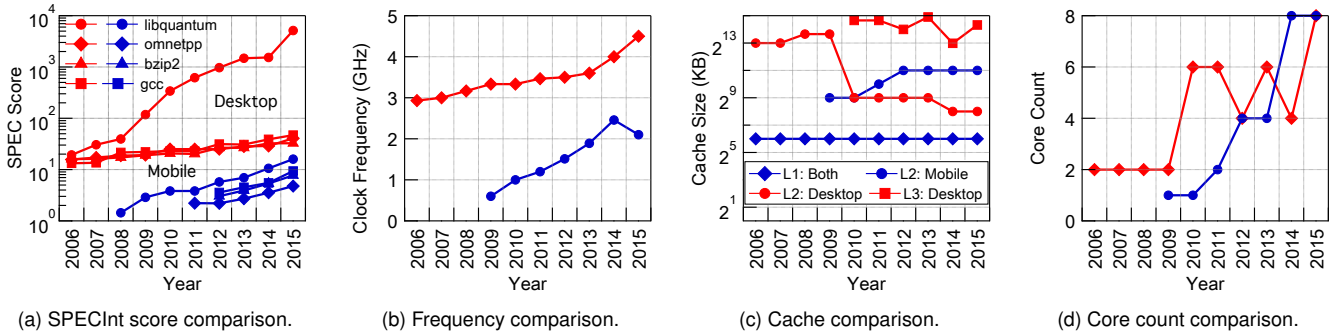 SPEC Score
10^4
10^3
10^2
10^1
10^0
libquantum
omnetpp
bzip2
gcc
Desktop
Mobile
2006
2007
2008
2009
2010
2011
2012
2013
2014
2015
Year
(a) SPECInt score comparison.
Clock Frequency (GHz)
5
4
3
2
1
0
2006
2007
2008
2009
2010
2011
2012
2013
2014
2015
Year
(b) Frequency comparison.
Cache Size (KB)
2^13
2^9
2^5
2^1
L1: Both
L2: Mobile
L2: Desktop
L3: Desktop
2006
2007
2008
2009
2010
2011
2012
2013
2014
2015
Year
(c) Cache comparison.
Core Count
8
6
4
2
0
2006
2007
2008
2009
2010
2011
2012
2013
2014
2015
Year
(d) Core count comparison.